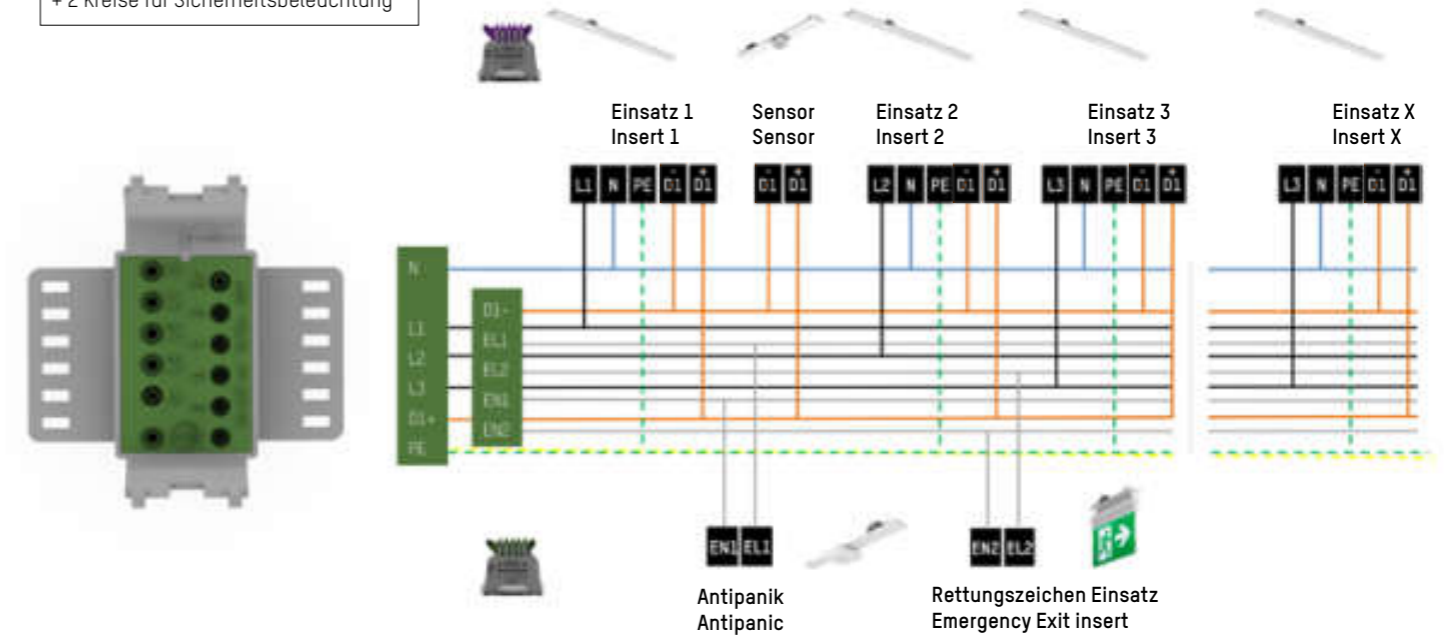 + 2 Kreise für Sicherheitsbeleuchtung
Einsatz 1
Insert 1
Sensor
Sensor
Einsatz 2
Insert 2
Einsatz 3
Insert 3
Einsatz X
Insert X
L1 N PE D1- D1+
D1- D1+
L2 N PE D1- D1+
L3 N PE D1- D1+
L3 N PE D1- D1+
N
D1-
L1
EL1
L2
EL2
L3
EN1
D1+
EN2
PE
EN1 EL1
EN2 EL2
Antipanik
Antipanic
Rettungszeichen Einsatz
Emergency Exit insert